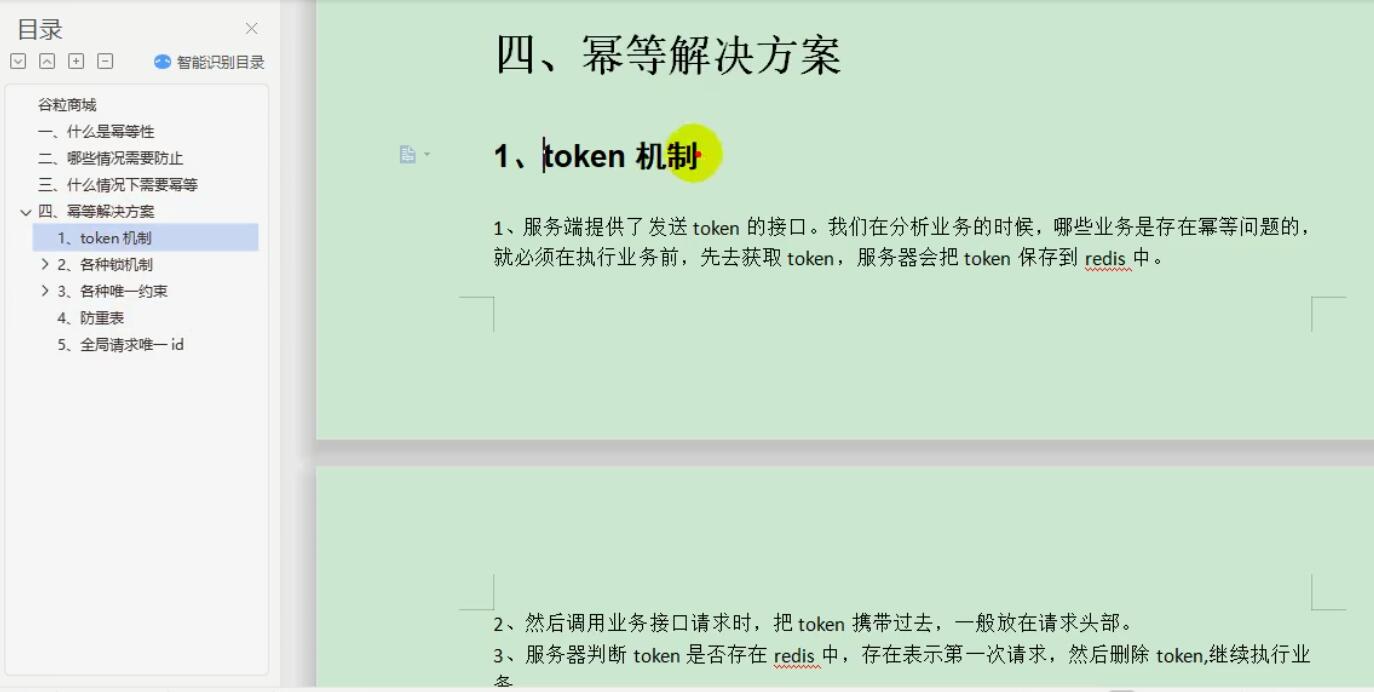 目录
智能识别目录
谷粒商城
一、什么是幂等性
二、哪些情况需要防止
三、什么情况下需要幂等
四、幂等解决方案
1、token 机制
2、各种锁机制
3、各种唯一约束
4、防重表
5、全局请求唯一 id
四、幂等解决方案
1、token 机制
1、服务端提供了发送 token 的接口。我们在分析业务的时候，哪些业务是存在幂等问题的，
就必须在执行业务前，先去获取 token，服务器会把 token 保存到 redis 中。
2、然后调用业务接口请求时，把 token 携带过去，一般放在请求头部。
3、服务器判断 token 是否存在 redis 中，存在表示第一次请求，然后删除 token,继续执行业
务